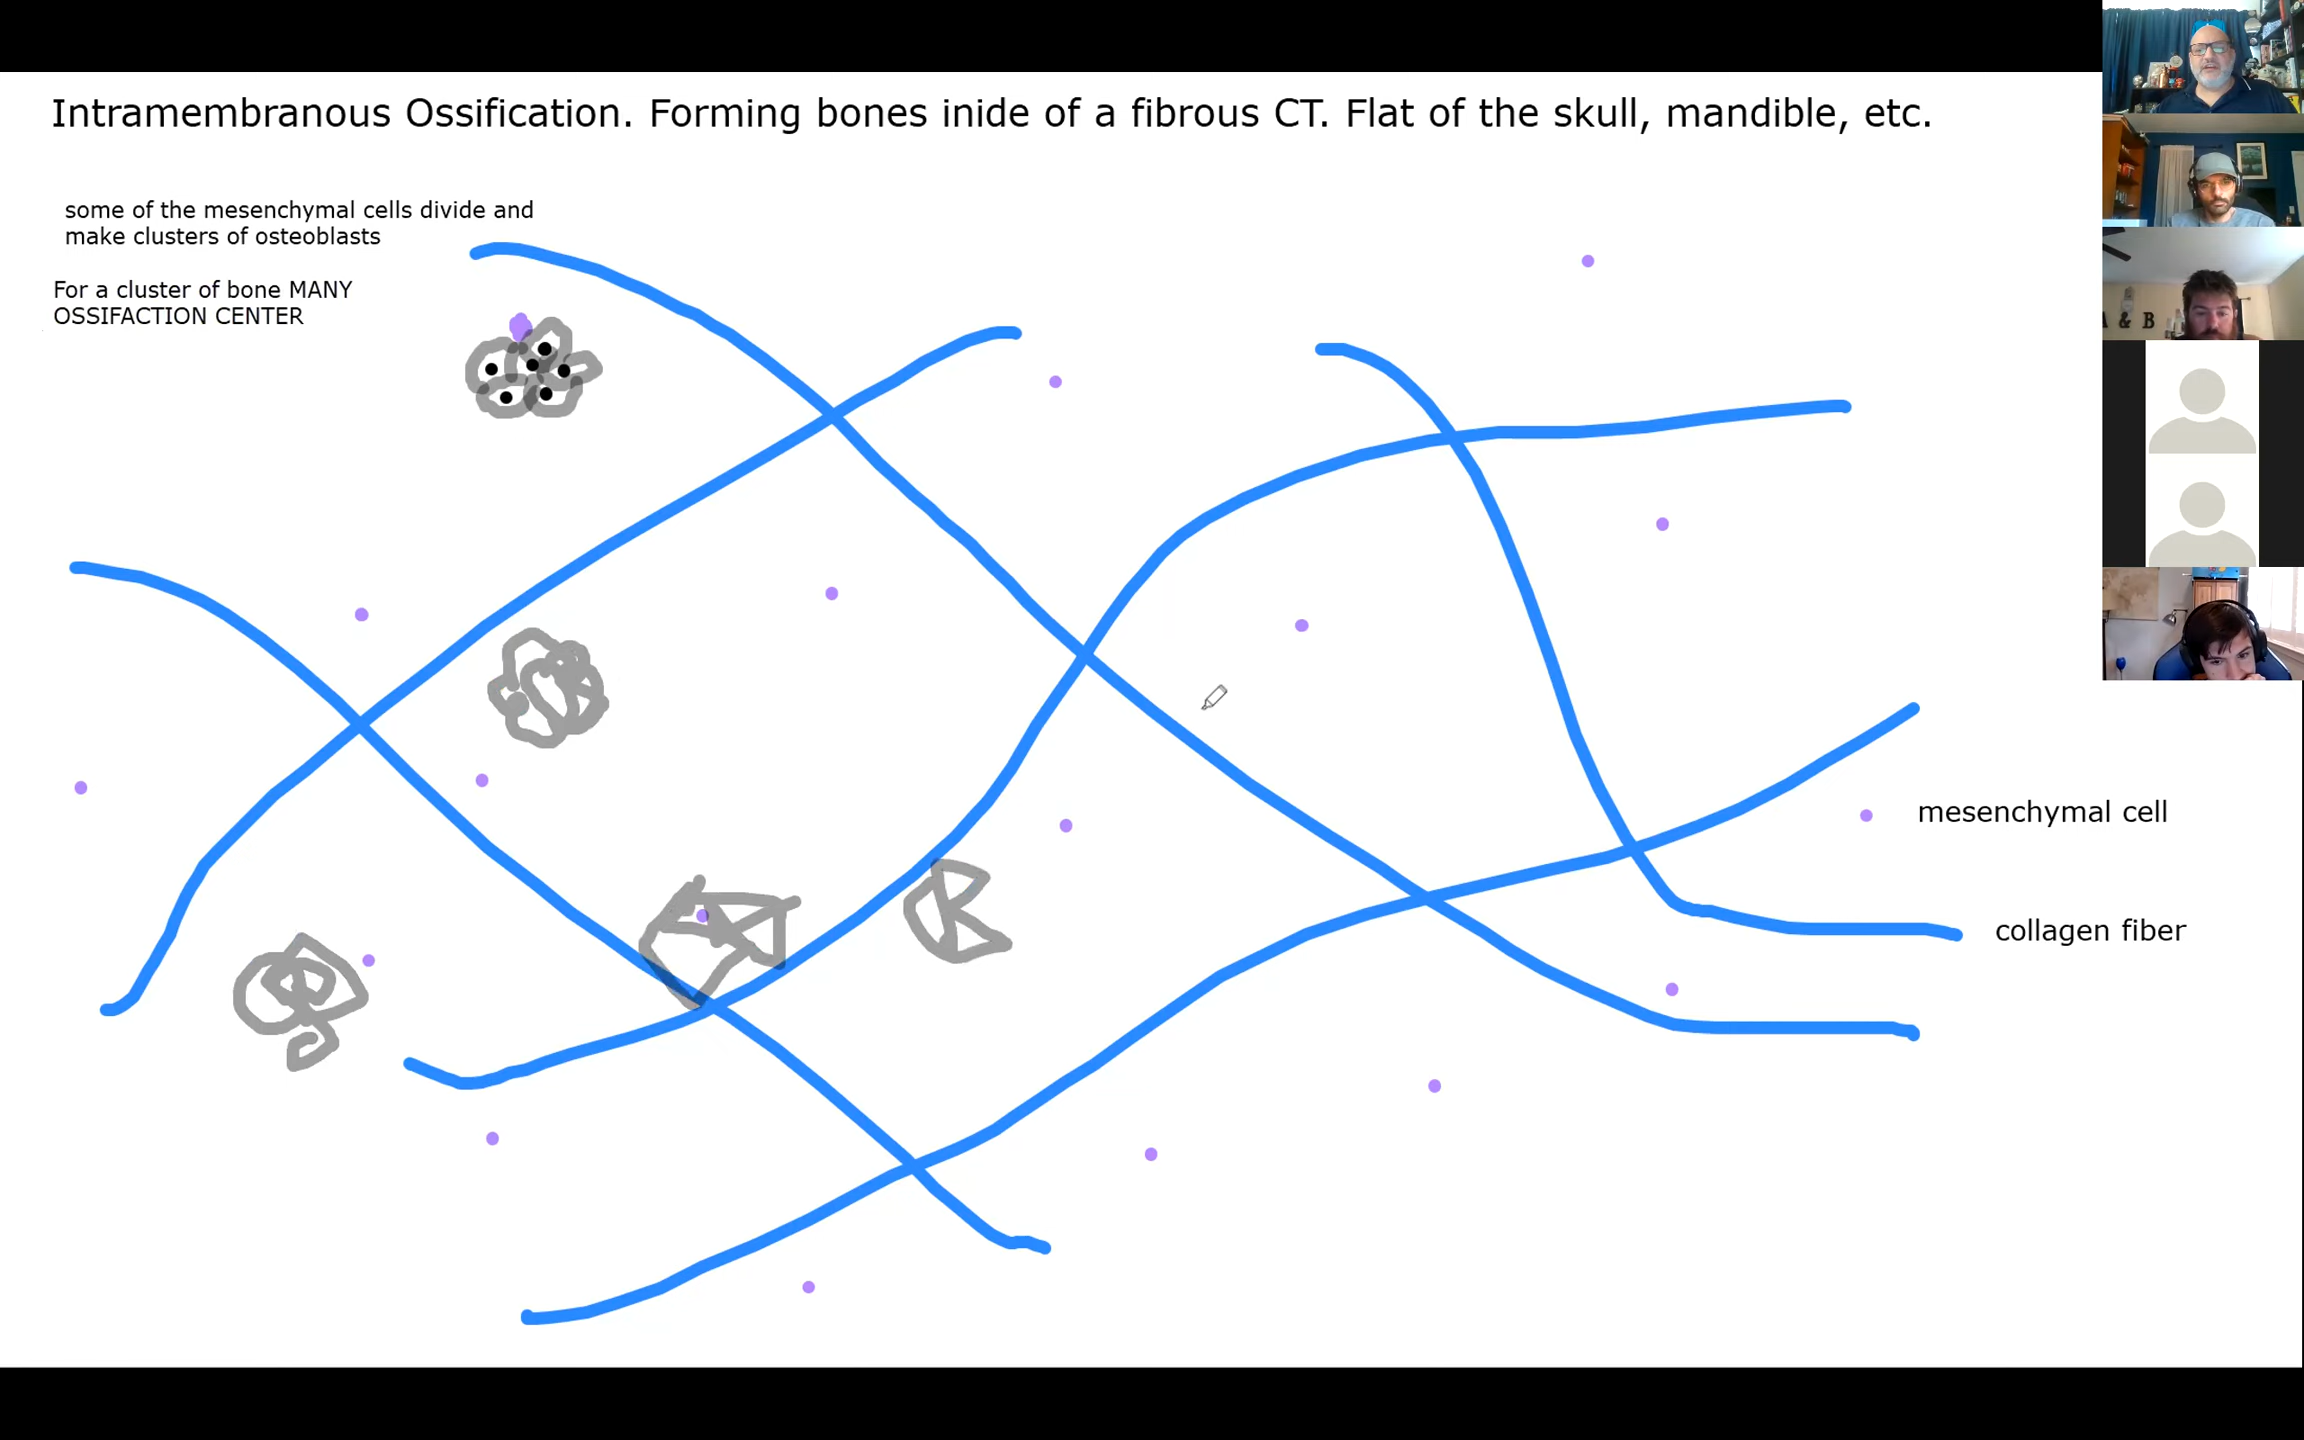 Intramembranous Ossification. Forming bones inide of a fibrous CT. Flat of the skull, mandible, etc.
some of the mesenchymal cells divide and
make clusters of osteoblasts
For a cluster of bone MANY
OSSIFACTION CENTER
mesenchymal cell
collagen fiber
& B